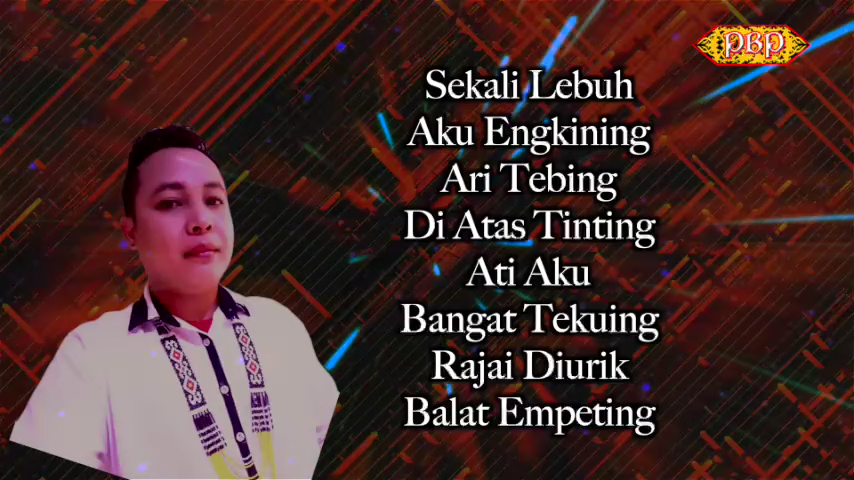 PBP
Sekali Lebuh
Aku Engkining
Ari Tebing
Di Atas Tinting
Ati Aku
Bangat Tekuing
Rajai Diurik
Balat Empeting